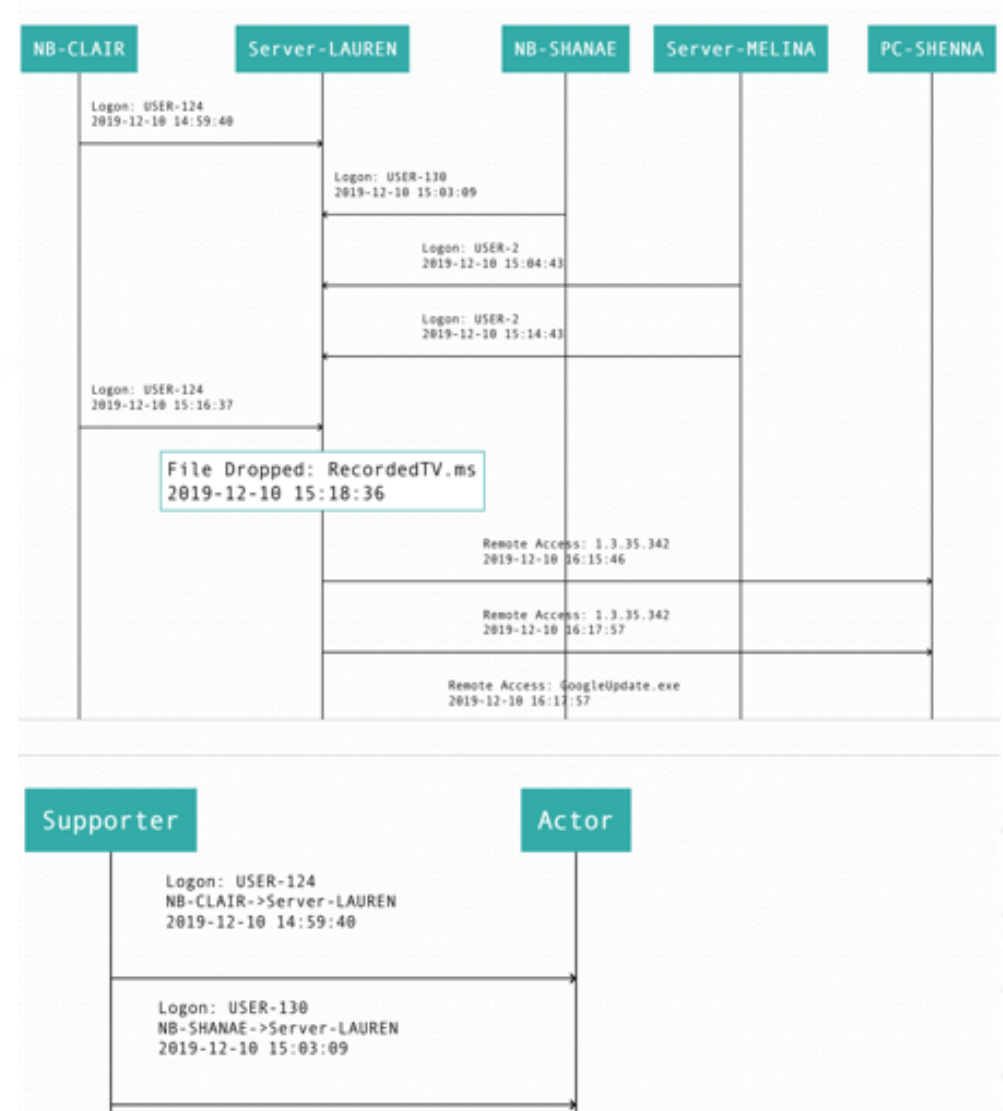 NB-CLAIR
Server-LAUREN
NB-SHANAE
Server-MELINA
PC-SHENNA
Logon: USER-124
2019-12-10 14:59:40
Logon: USER-130
2019-12-10 15:03:09
Logon: USER-2
2019-12-10 15:04:43
Logon: USER-2
2019-12-10 15:14:43
Logon: USER-124
2019-12-10 15:16:37
File Dropped: RecordedTV.ms
2019-12-10 15:18:36
Remote Access: 1.3.35.342
2019-12-10 16:15:46
Remote Access: 1.3.35.342
2019-12-10 16:17:57
Remote Access: GoogleUpdate.exe
2019-12-10 16:17:57
Supporter
Actor
Logon: USER-124
NB-CLAIR->Server-LAUREN
2019-12-10 14:59:40
Logon: USER-130
NB-SHANAE->Server-LAUREN
2019-12-10 15:03:09